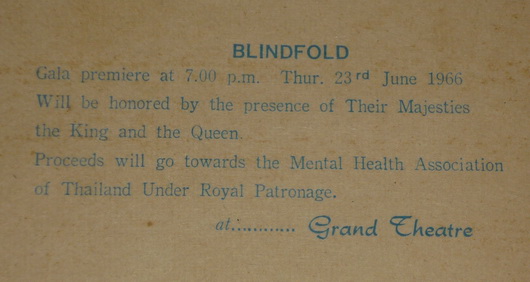 BLINDFOLD
Gala premiere at 7.00 p.m. Thur. 23rd June 1966
Will be honored by the presence of Their Majesties
the King and the Queen.
Proceeds will go towards the Mental Health Association
of Thailand Under Royal Patronage.
at............ Grand Theatre